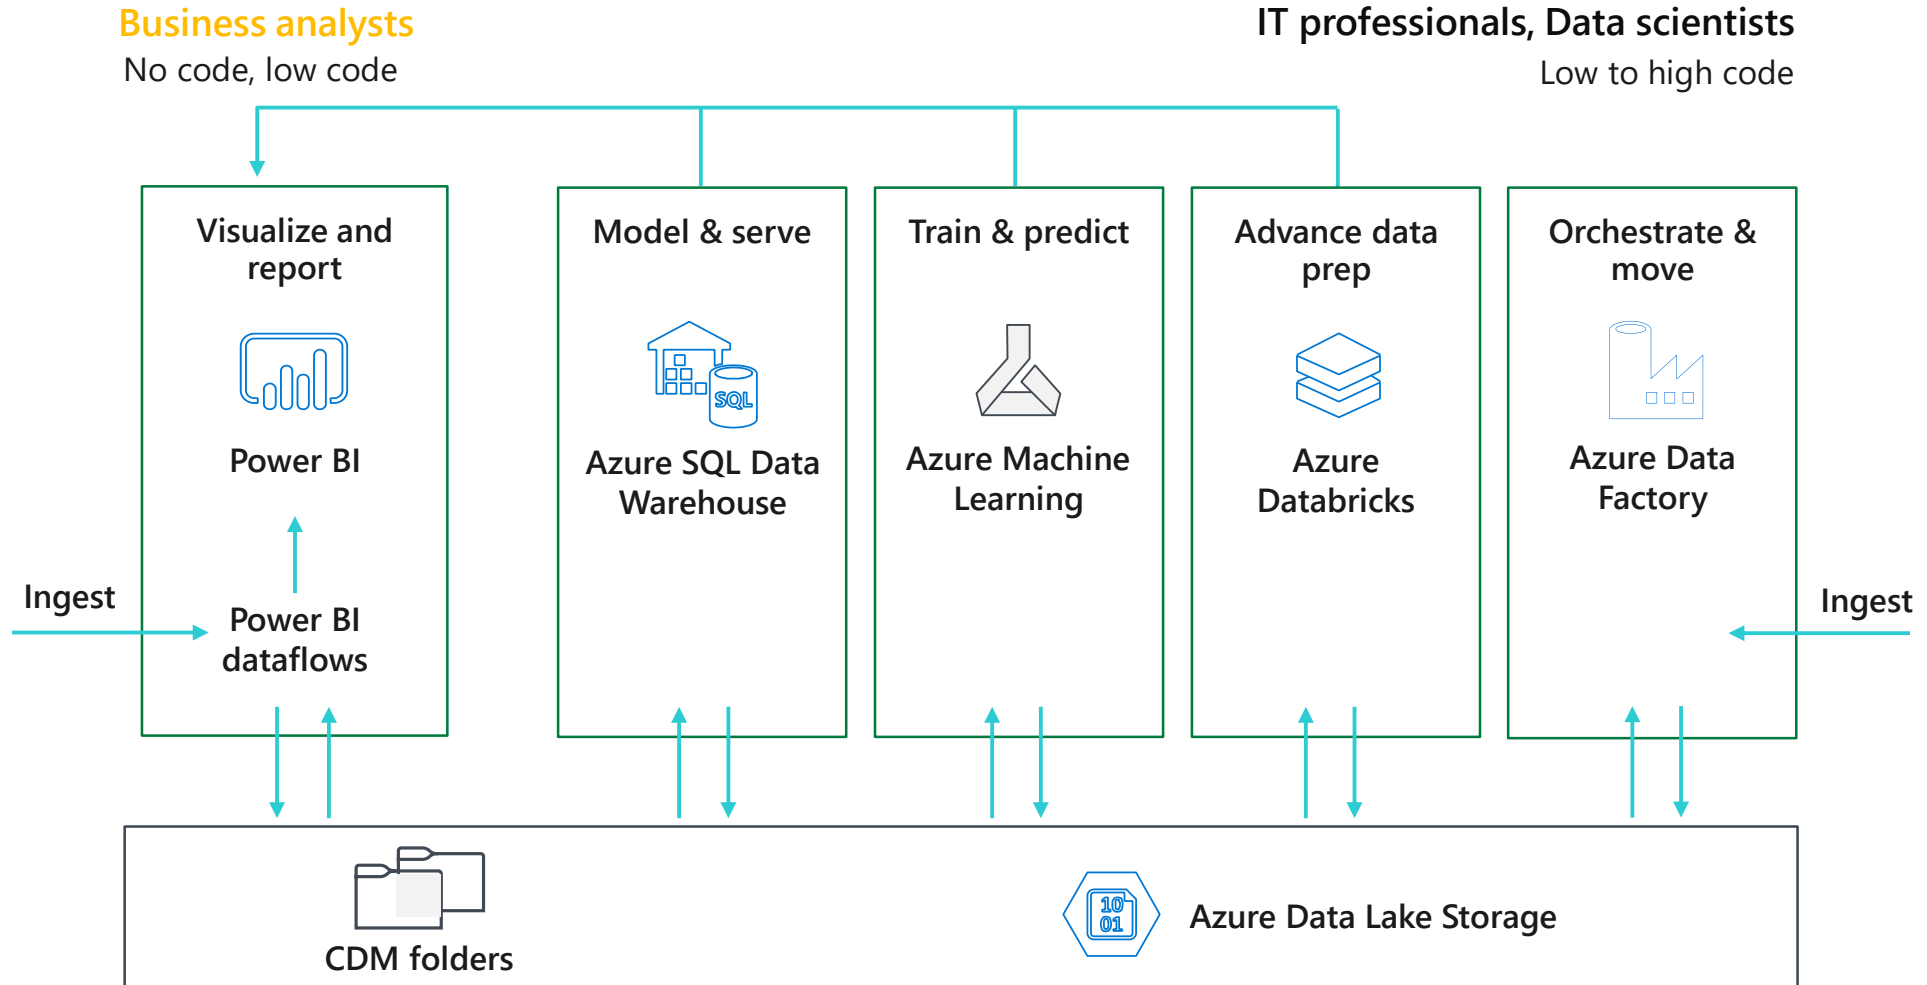 Business analysts
No code, low code
IT professionals, Data scientists
Low to high code
Visualize and
report
Power BI
Power BI
dataflows
Model & serve
SQL
Azure SQL Data
Warehouse
Train & predict
Azure Machine
Learning
Advance data
prep
Azure
Databricks
Orchestrate &
move
Azure Data
Factory
Ingest
Ingest
CDM folders
10
01
Azure Data Lake Storage